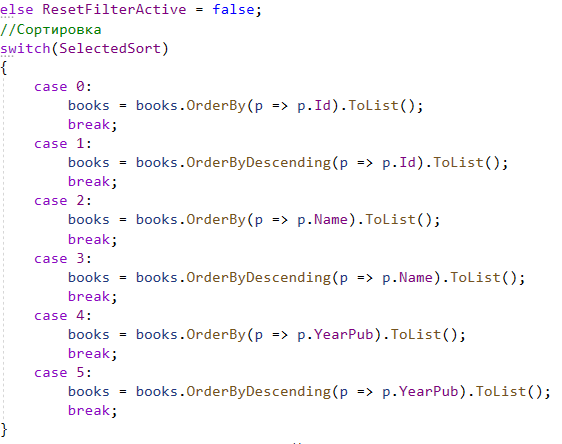 else ResetFilterActive = false;
//Сортировка
switch(SelectedSort)
{
case 0:
books = books.OrderBy(p => p.Id).ToList();
break;
case 1:
books = books.OrderByDescending(p => p.Id).ToList();
break;
case 2:
books = books.OrderBy(p => p.Name).ToList();
break;
case 3:
books = books.OrderByDescending(p => p.Name).ToList();
break;
case 4:
books = books.OrderBy(p => p.YearPub).ToList();
break;
case 5:
books = books.OrderByDescending(p => p.YearPub).ToList();
break;
}